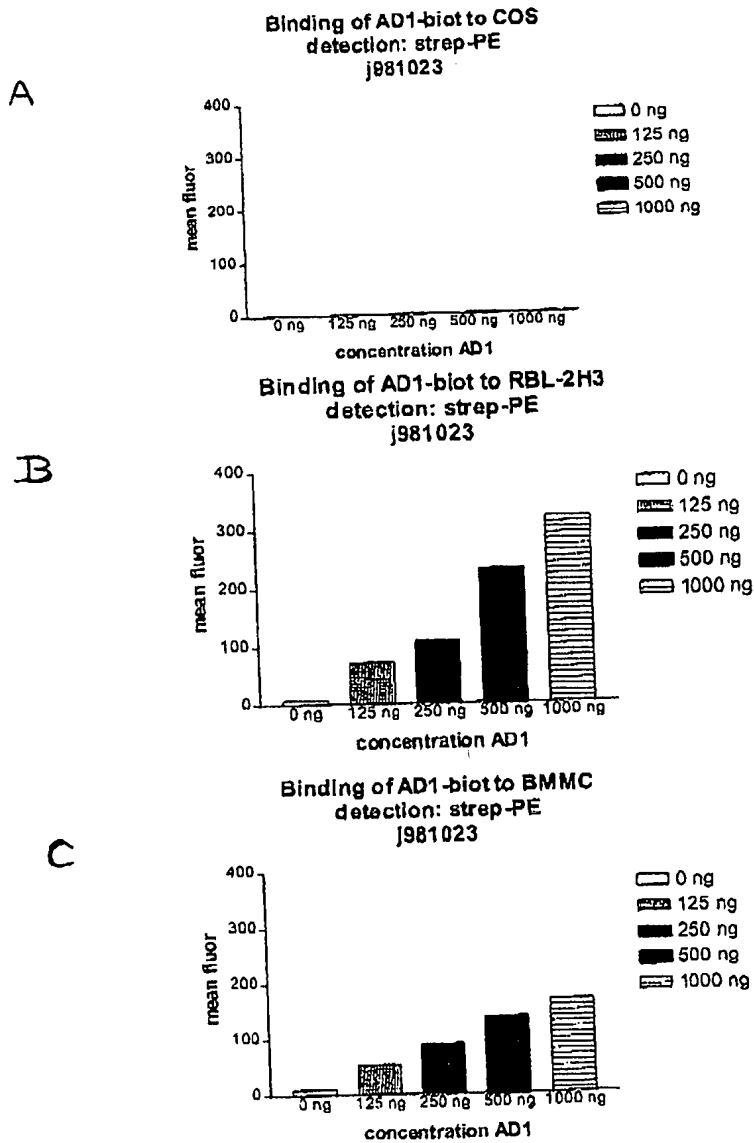 Binding of AD1-biot to COS
detection: strep-PE
j981023
A
400
300
200
100
0
mean fluor
0 ng
125 ng
250 ng
500 ng
1000 ng
0 ng 125 ng 250 ng 500 ng 1000 ng
concentration AD1
Binding of AD1-biot to RBL-2H3
detection: strep-PE
j981023
B
400
300
200
100
0
mean fluor
0 ng
125 ng
250 ng
500 ng
1000 ng
0 ng 125 ng 250 ng 500 ng 1000 ng
concentration AD1
Binding of AD1-biot to BMMC
detection: strep-PE
j981023
C
400
300
200
100
0
mean fluor
0 ng
125 ng
250 ng
500 ng
1000 ng
0 ng 125 ng 250 ng 500 ng 1000 ng
concentration AD1